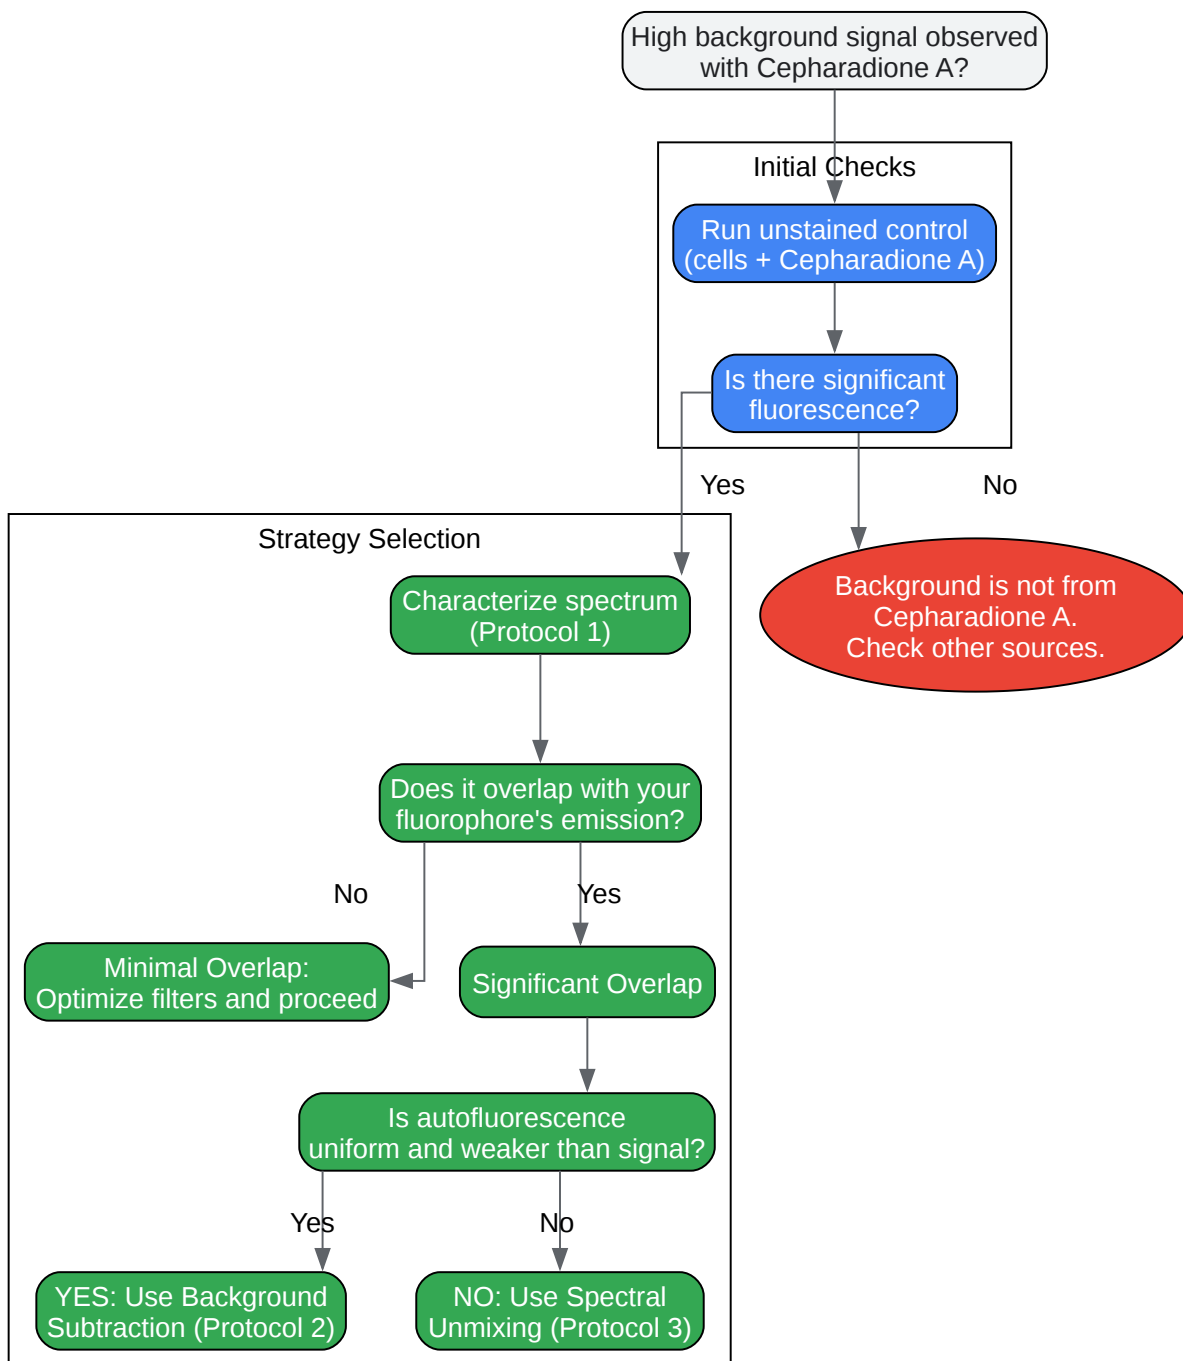 High background signal observed
with Cepharadione A?
Initial Checks
Run unstained control
(cells + Cepharadione A)
Is there significant
fluorescence?
Yes
No
Strategy Selection
Characterize spectrum
(Protocol 1)
Background is not from
Cepharadione A.
Check other sources.
Does it overlap with your
fluorophore's emission?
No
Yes
Minimal Overlap:
Optimize filters and proceed
Significant Overlap
Is autofluorescence
uniform and weaker than signal?
Yes
No
YES: Use Background
Subtraction (Protocol 2)
NO: Use Spectral
Unmixing (Protocol 3)